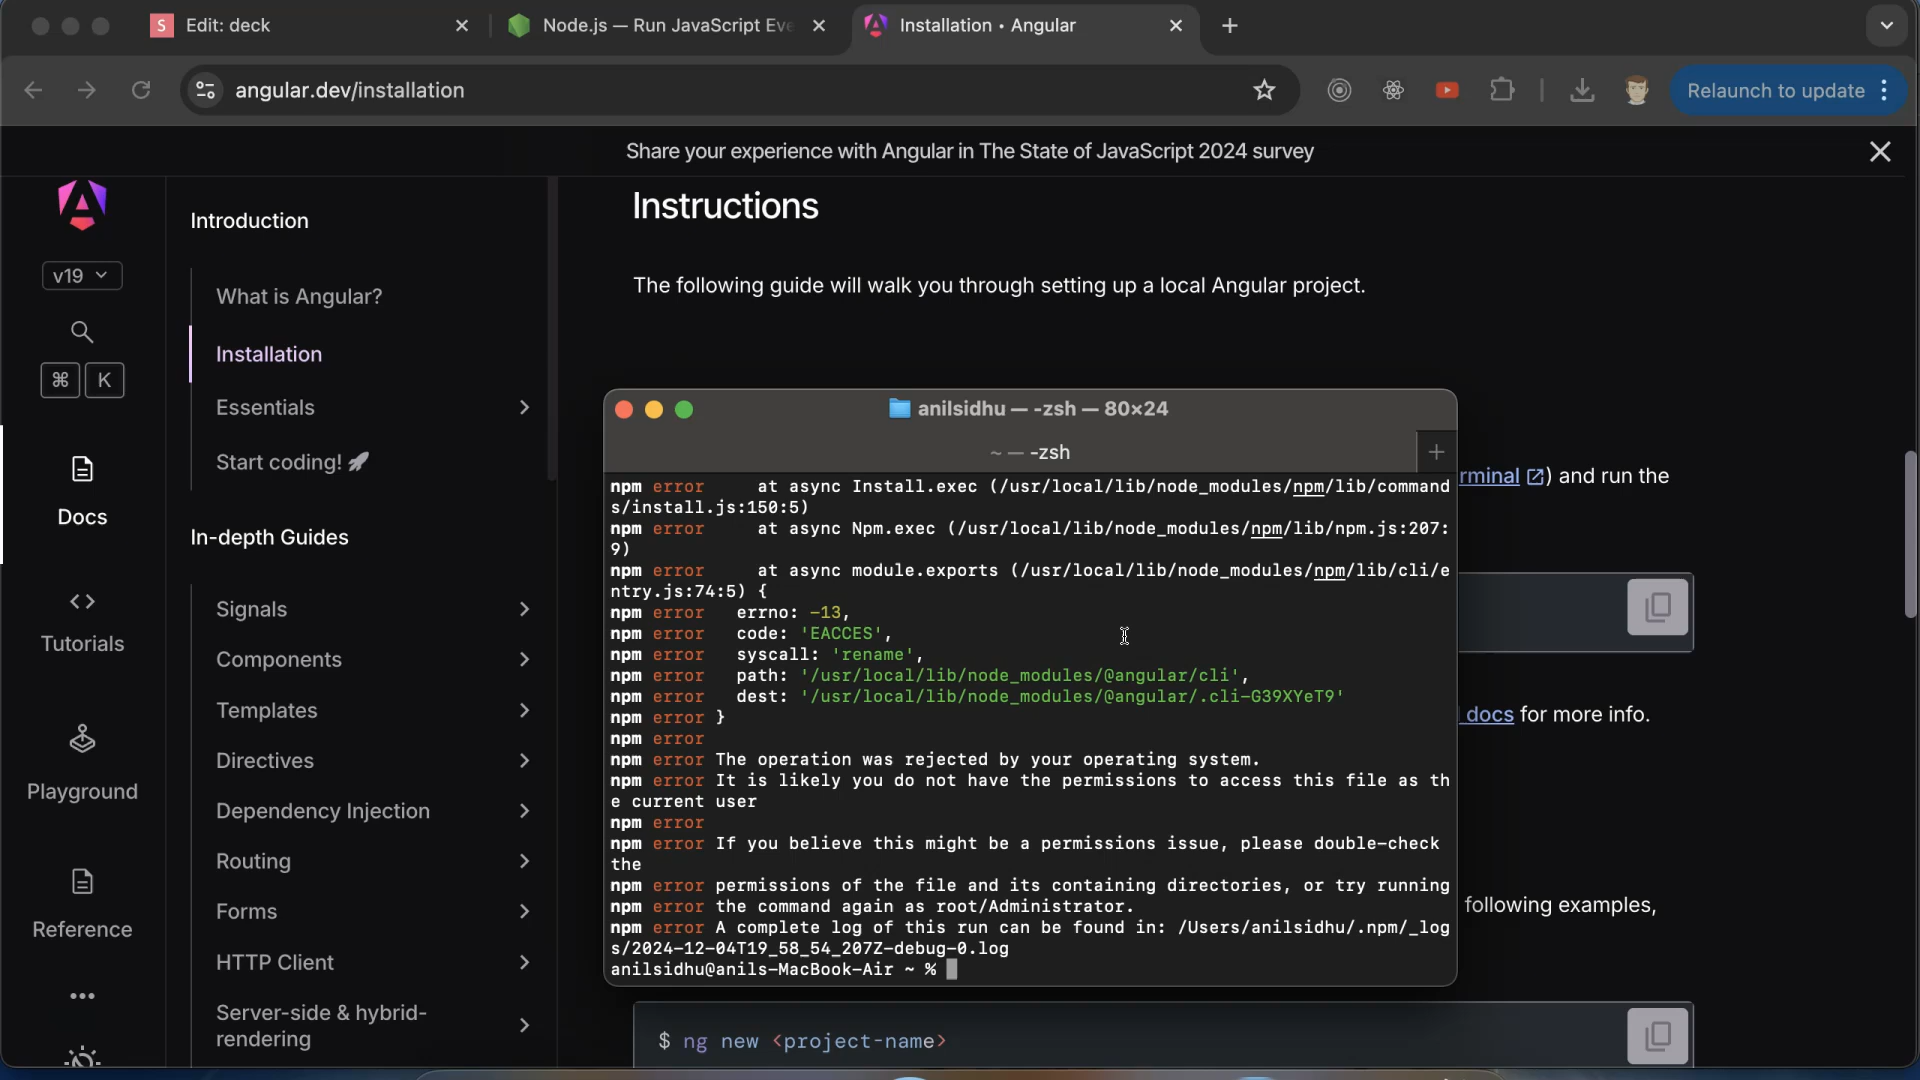 S Edit: deck
Node.js — Run JavaScript Eve
Installation • Angular
angular.dev/installation
Relaunch to update
Share your experience with Angular in The State of JavaScript 2024 survey
v19
⌘ K
Docs
Tutorials
Playground
Reference
Introduction
What is Angular?
Installation
Essentials
Start coding! 🚀
In-depth Guides
Signals
Components
Templates
Directives
Dependency Injection
Routing
Forms
HTTP Client
Server-side & hybrid-
rendering
Instructions
The following guide will walk you through setting up a local Angular project.
rminal ) and run the
docs for more info.
following examples,
anilsidhu — -zsh — 80×24
~ — -zsh
npm error     at async Install.exec (/usr/local/lib/node_modules/npm/lib/command
s/install.js:150:5)
npm error     at async Npm.exec (/usr/local/lib/node_modules/npm/lib/npm.js:207:
9)
npm error     at async module.exports (/usr/local/lib/node_modules/npm/lib/cli/e
ntry.js:74:5) {
npm error   errno: -13,
npm error   code: 'EACCES',
npm error   syscall: 'rename',
npm error   path: '/usr/local/lib/node_modules/@angular/cli',
npm error   dest: '/usr/local/lib/node_modules/@angular/.cli-G39XYeT9'
npm error }
npm error
npm error The operation was rejected by your operating system.
npm error It is likely you do not have the permissions to access this file as th
e current user
npm error
npm error If you believe this might be a permissions issue, please double-check
the
npm error permissions of the file and its containing directories, or try running
npm error the command again as root/Administrator.
npm error A complete log of this run can be found in: /Users/anilsidhu/.npm/_log
s/2024-12-04T19_58_54_207Z-debug-0.log
anilsidhu@anils-MacBook-Air ~ %
$ ng new <project-name>